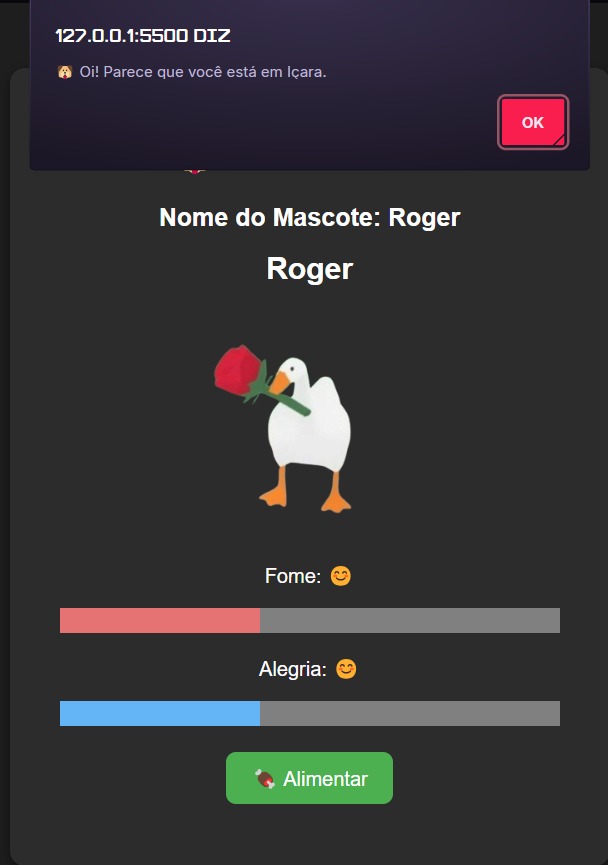 127.0.0.1:5500 DIZ
🐶 Oi! Parece que você está em Içara.
OK
Nome do Mascote: Roger
Roger
Fome: 😊
Alegria: 😊
🍖 Alimentar